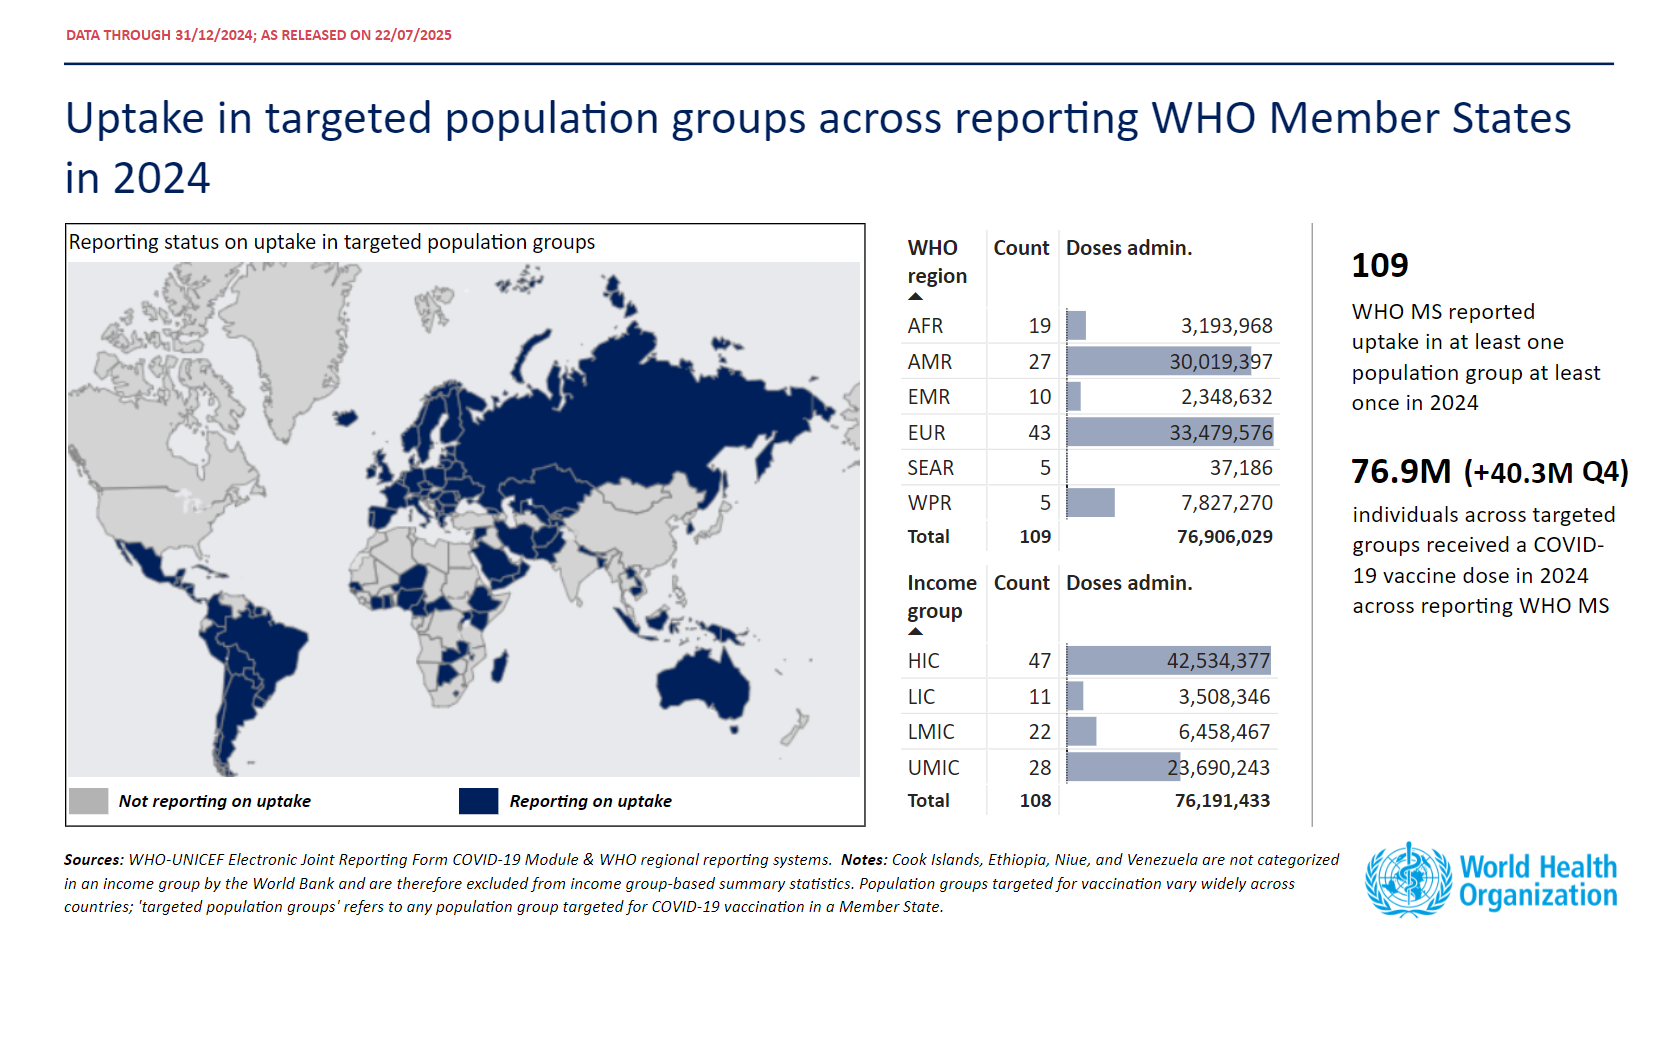 DATA THROUGH 31/12/2024; AS RELEASED ON 22/07/2025
Uptake in targeted population groups across reporting WHO Member States
in 2024
Reporting status on uptake in targeted population groups
Not reporting on uptake
Reporting on uptake
WHO region Count Doses admin.
AFR 19 3,193,968
AMR 27 30,019,397
EMR 10 2,348,632
EUR 43 33,479,576
SEAR 5 37,186
WPR 5 7,827,270
Total 109 76,906,029
Income group Count Doses admin.
HIC 47 42,534,377
LIC 11 3,508,346
LMIC 22 6,458,467
UMIC 28 23,690,243
Total 108 76,191,433
109
WHO MS reported
uptake in at least one
population group at least
once in 2024
76.9M (+40.3M Q4)
individuals across targeted
groups received a COVID-
19 vaccine dose in 2024
across reporting WHO MS
Sources: WHO-UNICEF Electronic Joint Reporting Form COVID-19 Module & WHO regional reporting systems. Notes: Cook Islands, Ethiopia, Niue, and Venezuela are not categorized
in an income group by the World Bank and are therefore excluded from income group-based summary statistics. Population groups targeted for vaccination vary widely across
countries; 'targeted population groups' refers to any population group targeted for COVID-19 vaccination in a Member State.
World Health
Organization